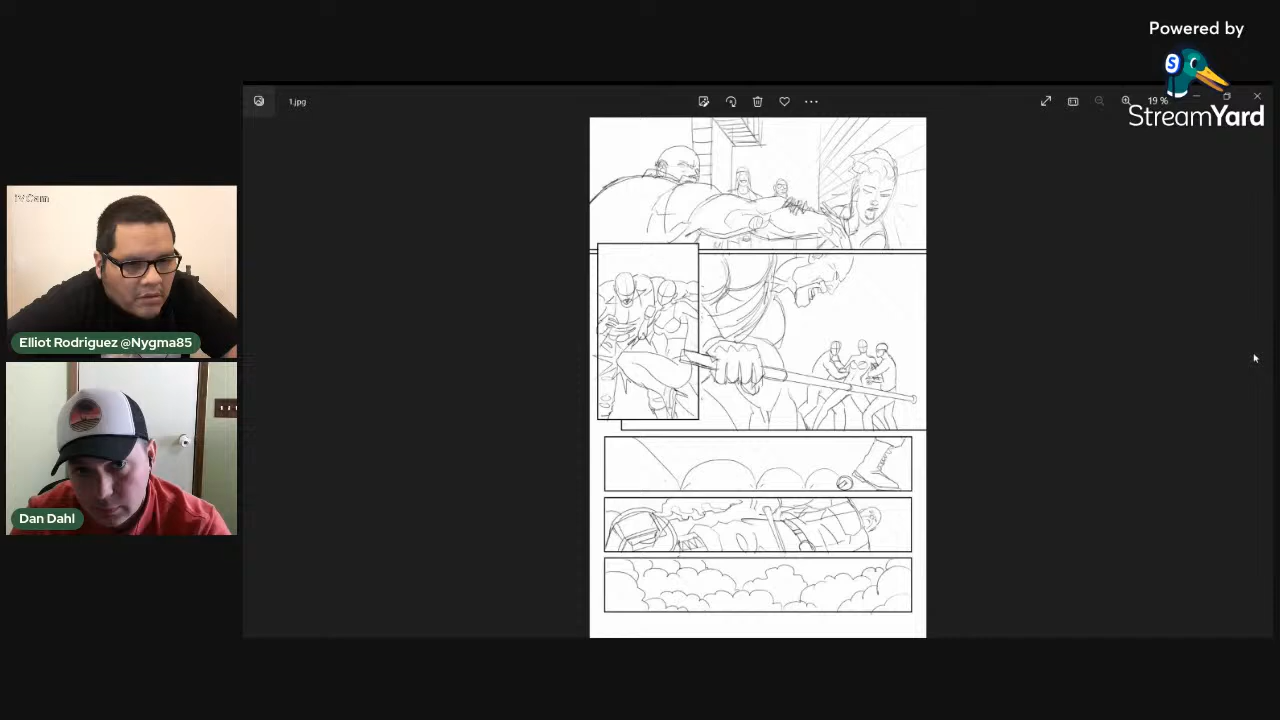 Powered by
StreamYard
1.jpg
19 %
Elliot Rodriguez @Nygma85
Dan Dahl